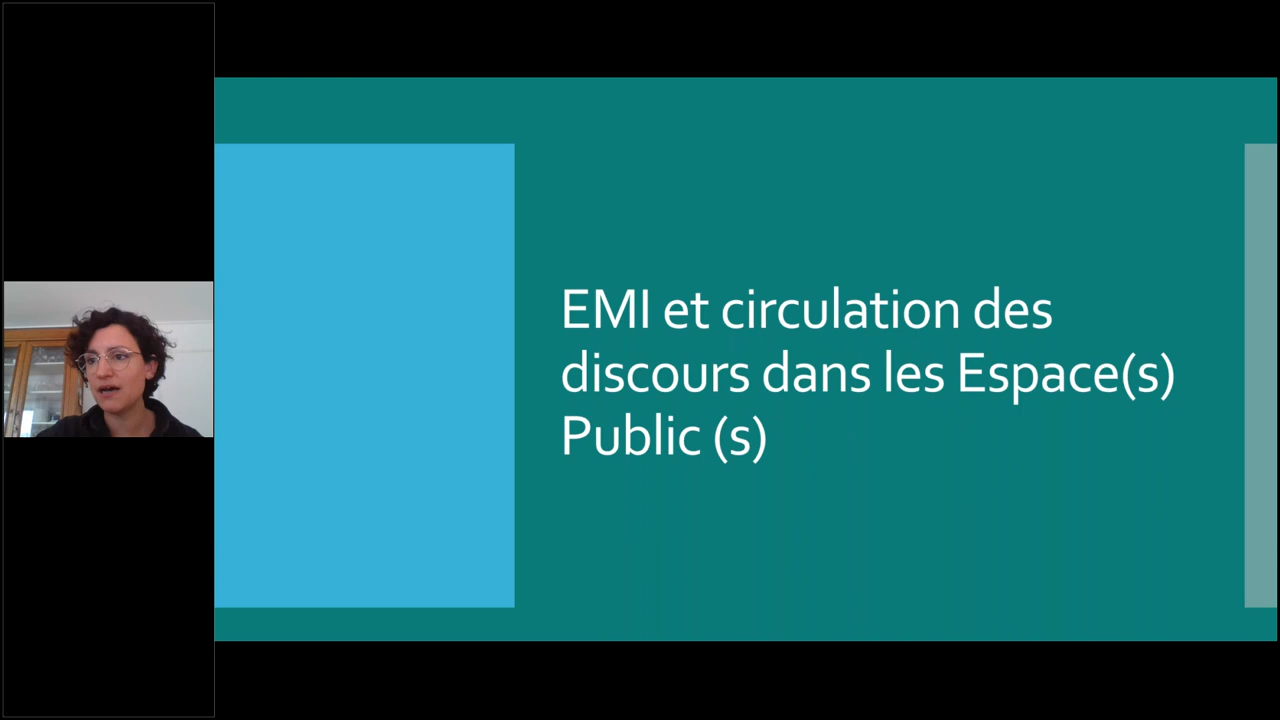 EMI et circulation des
discours dans les Espace(s)
Public (s)